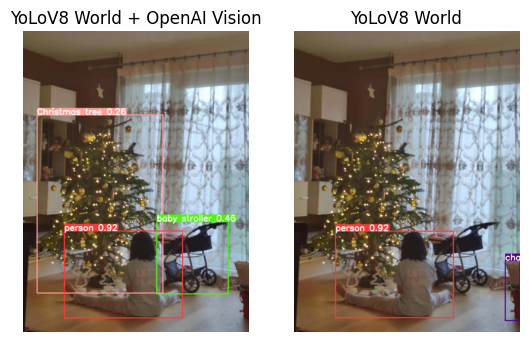 YoLoV8 World + OpenAI Vision
YoLoV8 World
Christmas tree 0.26
baby stroller 0.46
person 0.92
person 0.92